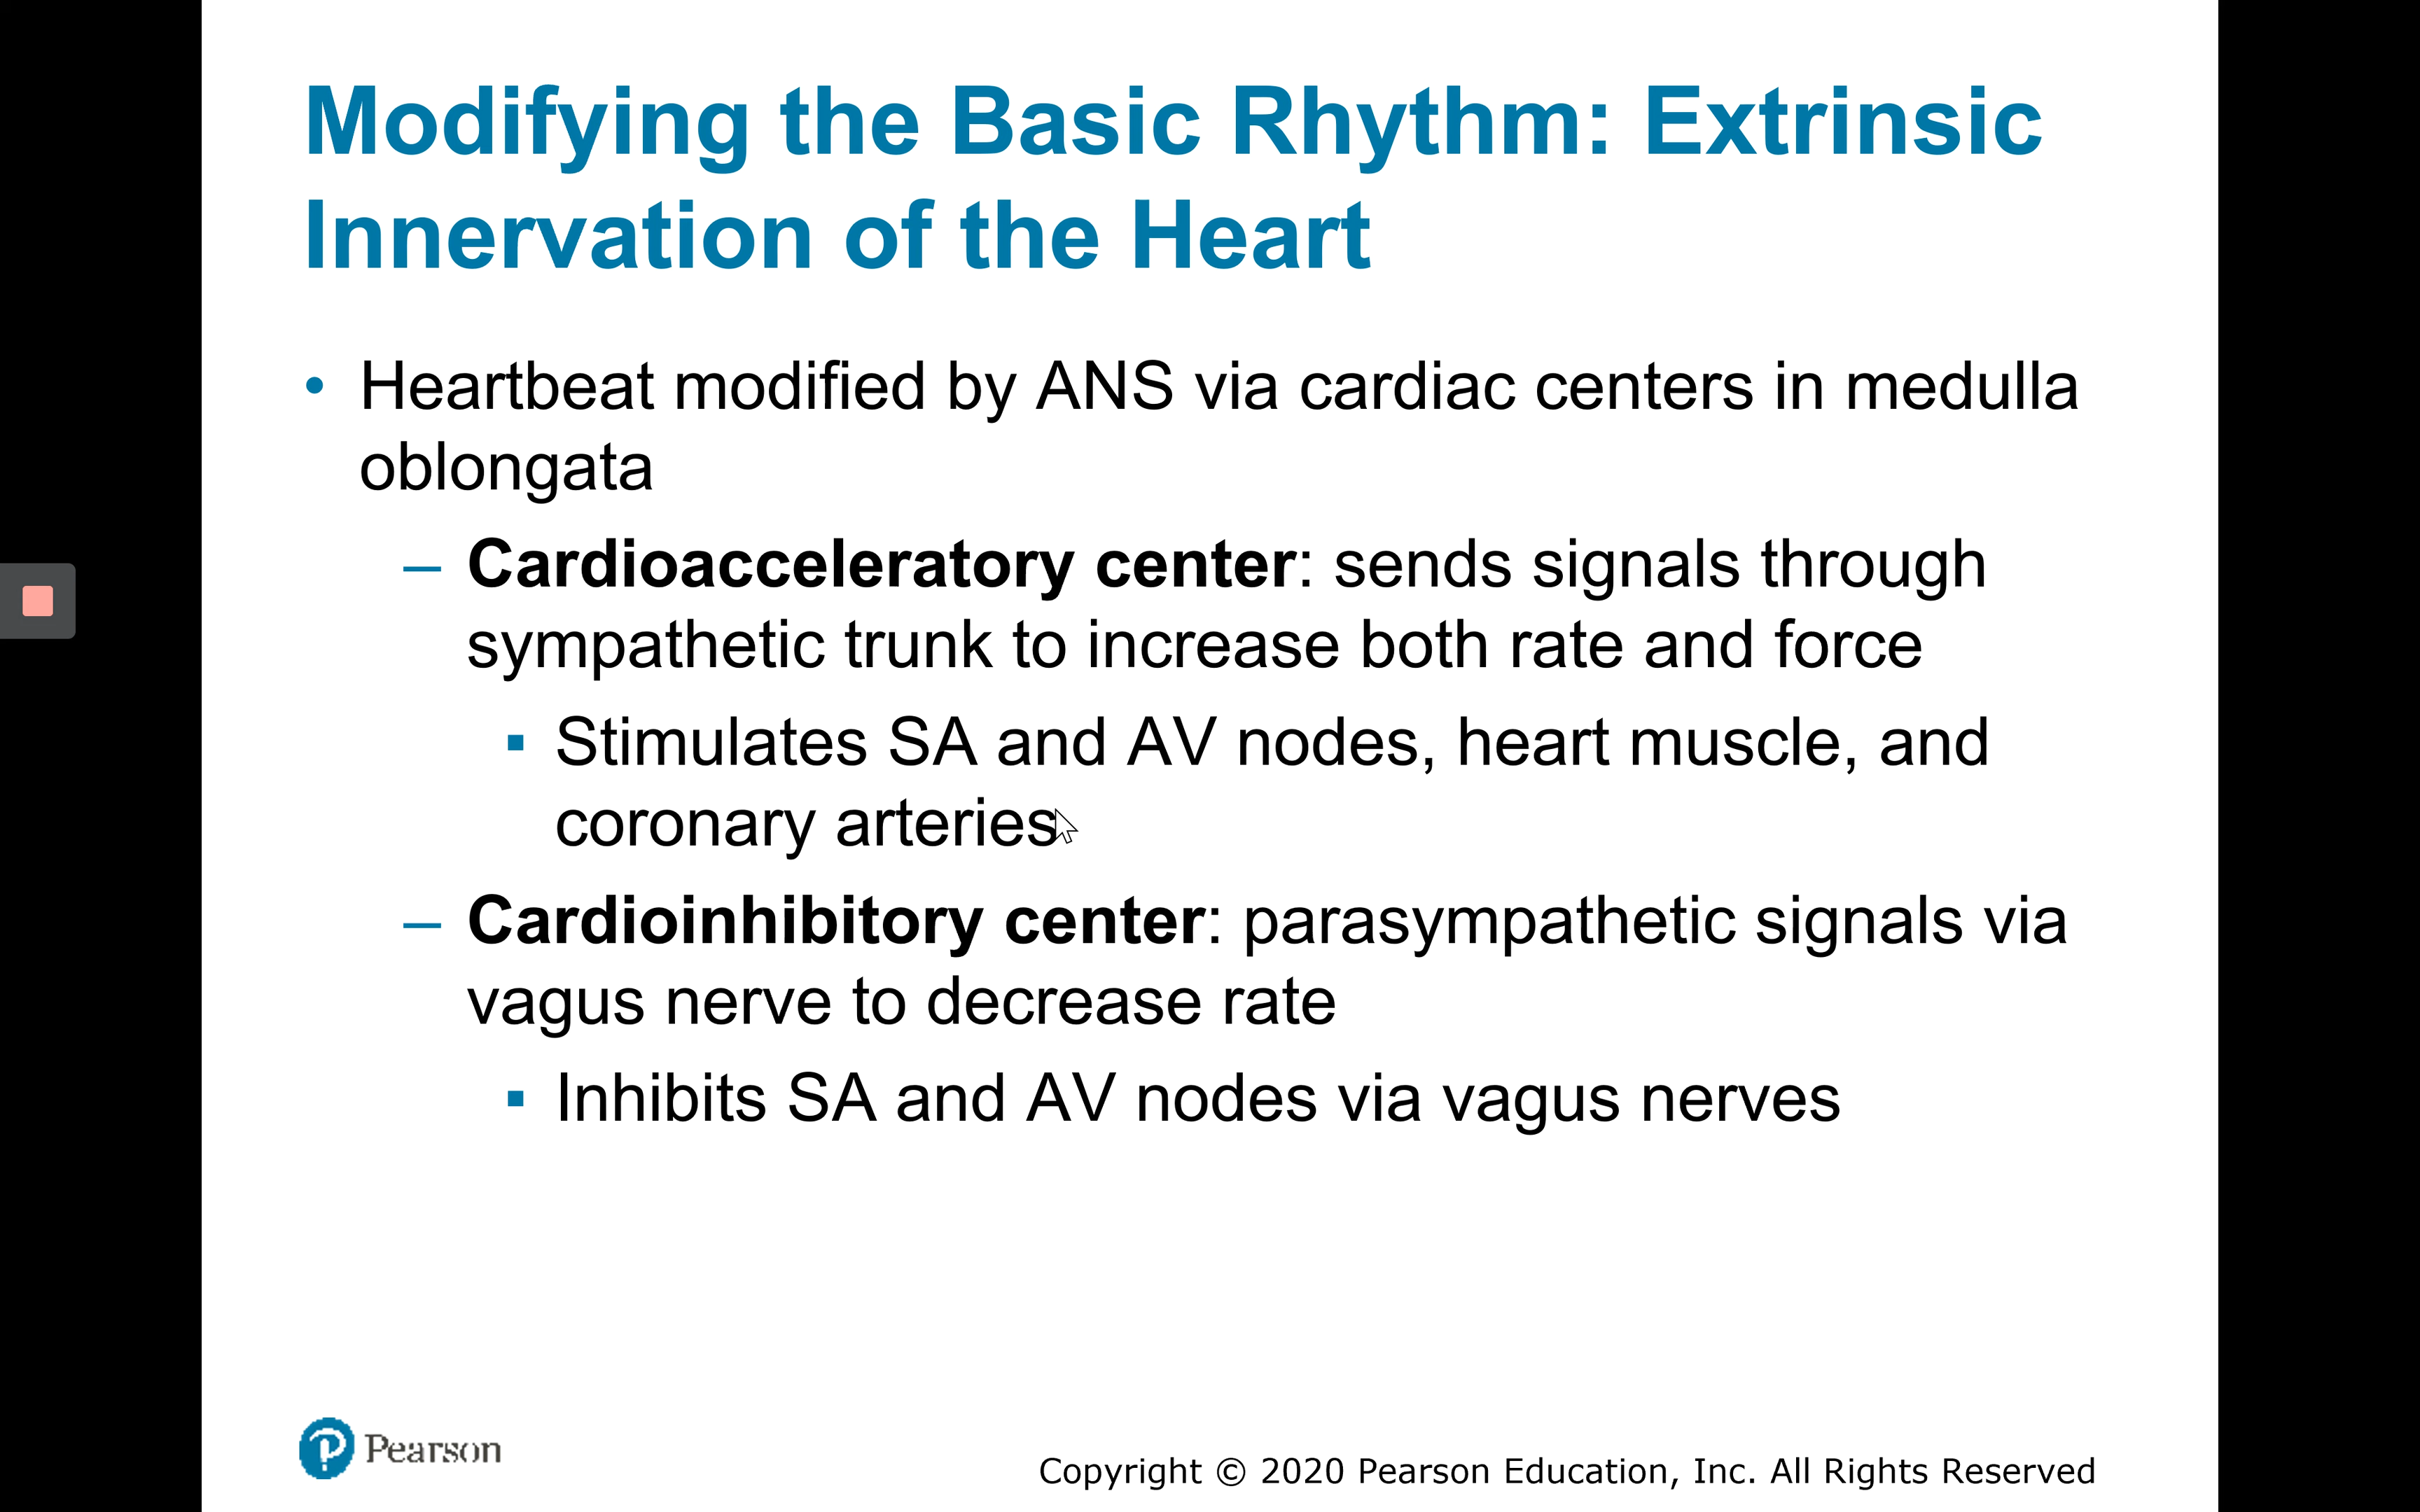 Modifying the Basic Rhythm: Extrinsic
Innervation of the Heart
• Heartbeat modified by ANS via cardiac centers in medulla
oblongata
– Cardioacceleratory center: sends signals through
sympathetic trunk to increase both rate and force
▪ Stimulates SA and AV nodes, heart muscle, and
coronary arteries
– Cardioinhibitory center: parasympathetic signals via
vagus nerve to decrease rate
▪ Inhibits SA and AV nodes via vagus nerves
Pearson
Copyright © 2020 Pearson Education, Inc. All Rights Reserved